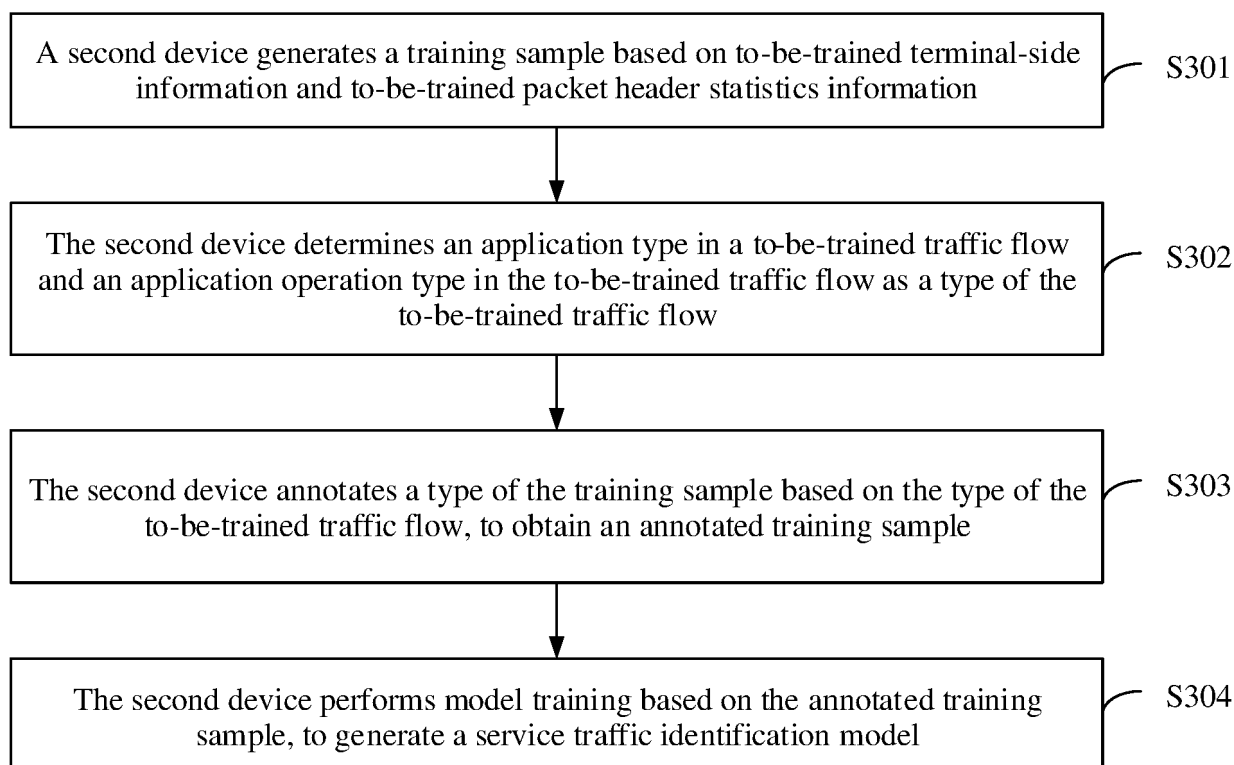 A second device generates a training sample based on to-be-trained terminal-side
information and to-be-trained packet header statistics information
S301
The second device determines an application type in a to-be-trained traffic flow
and an application operation type in the to-be-trained traffic flow as a type of the
to-be-trained traffic flow
S302
The second device annotates a type of the training sample based on the type of the
to-be-trained traffic flow, to obtain an annotated training sample
S303
The second device performs model training based on the annotated training
sample, to generate a service traffic identification model
S304